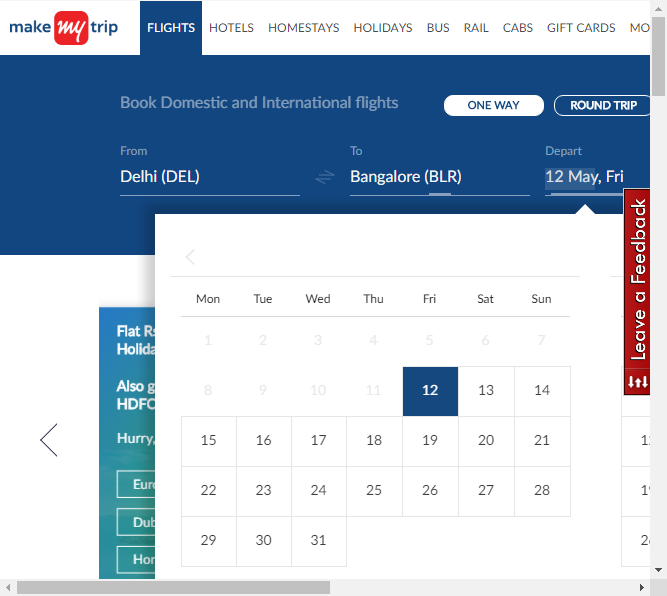 make my trip
FLIGHTS HOTELS HOMESTAYS HOLIDAYS BUS RAIL CABS GIFT CARDS MO
Book Domestic and International flights
ONE WAY
ROUND TRIP
From
To
Depart
Delhi (DEL)
Bangalore (BLR)
12 May, Fri
Leave a Feedback
Mon Tue Wed Thu Fri Sat Sun
1 2 3 4 5 6 7
8 9 10 11 12 13 14
15 16 17 18 19 20 21
22 23 24 25 26 27 28
29 30 31
Flat Rs
Holida
Also g
HDFC
Hurry,
Euro
Dub
Hon